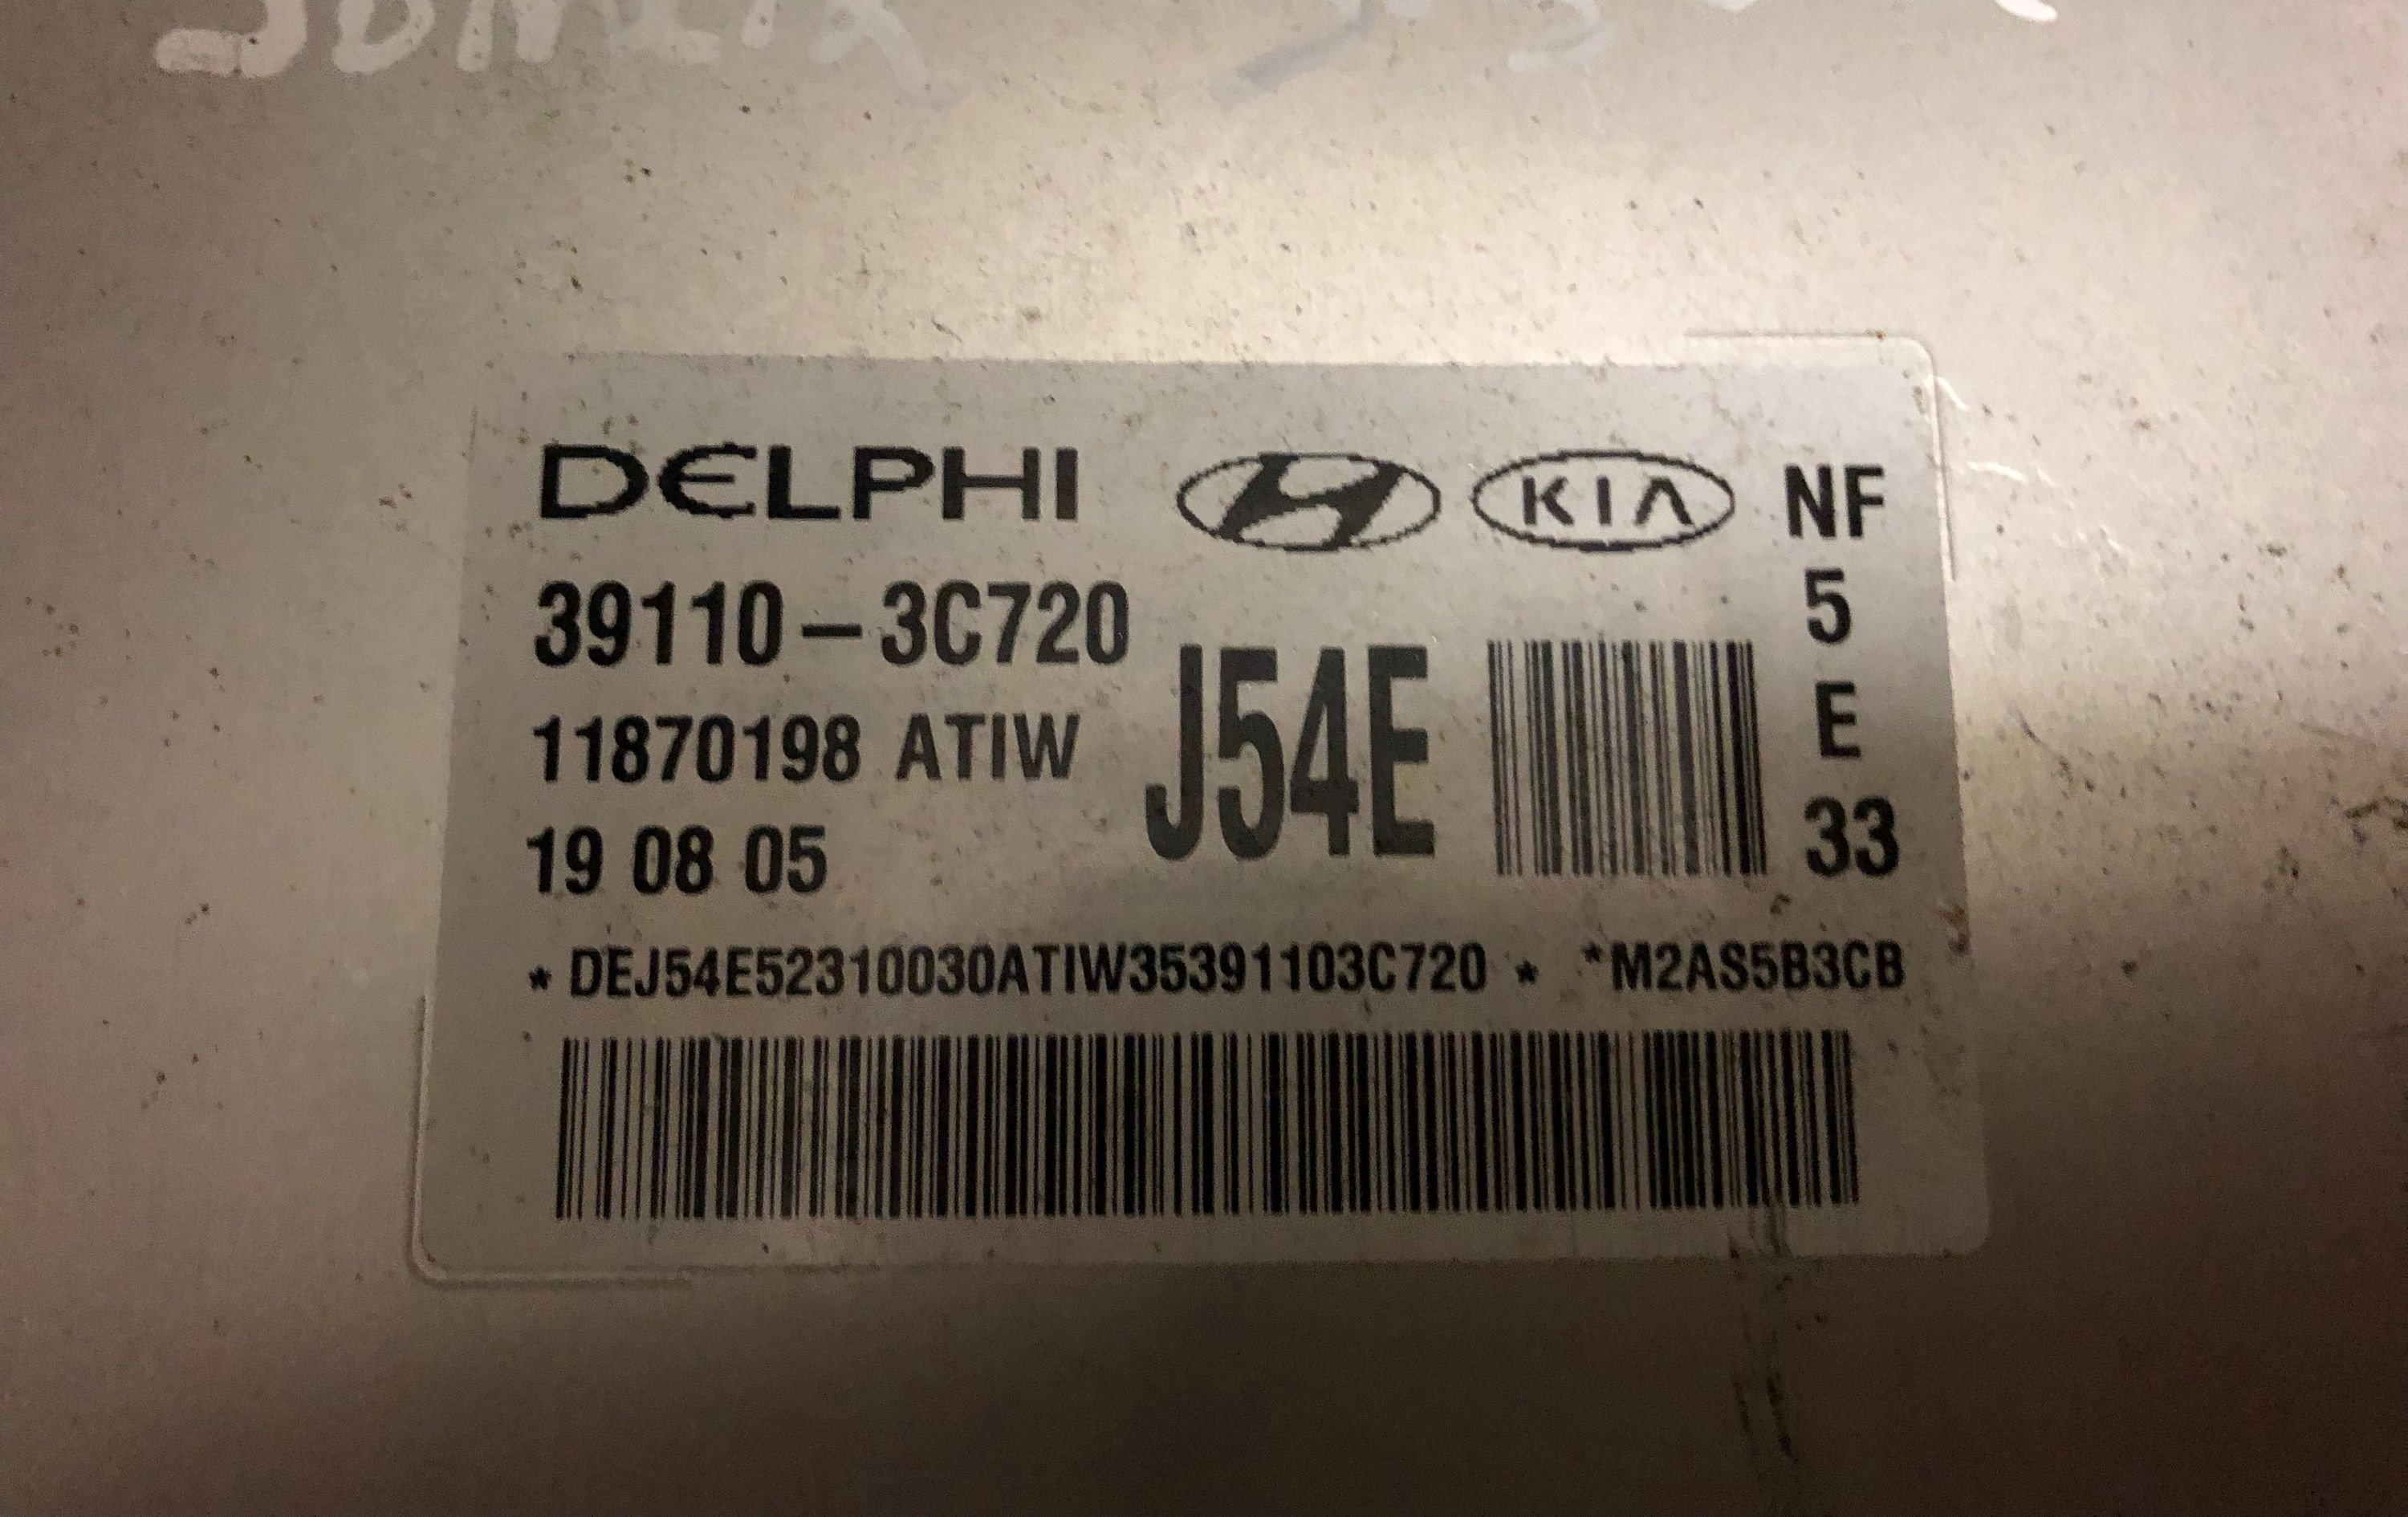 DELPHI KIA NF
39110-3C720 5
11870198 ATIW J54E E
19 08 05 33
* DEJ54E52310030ATIW35391103C720 * *M2AS5B3CB